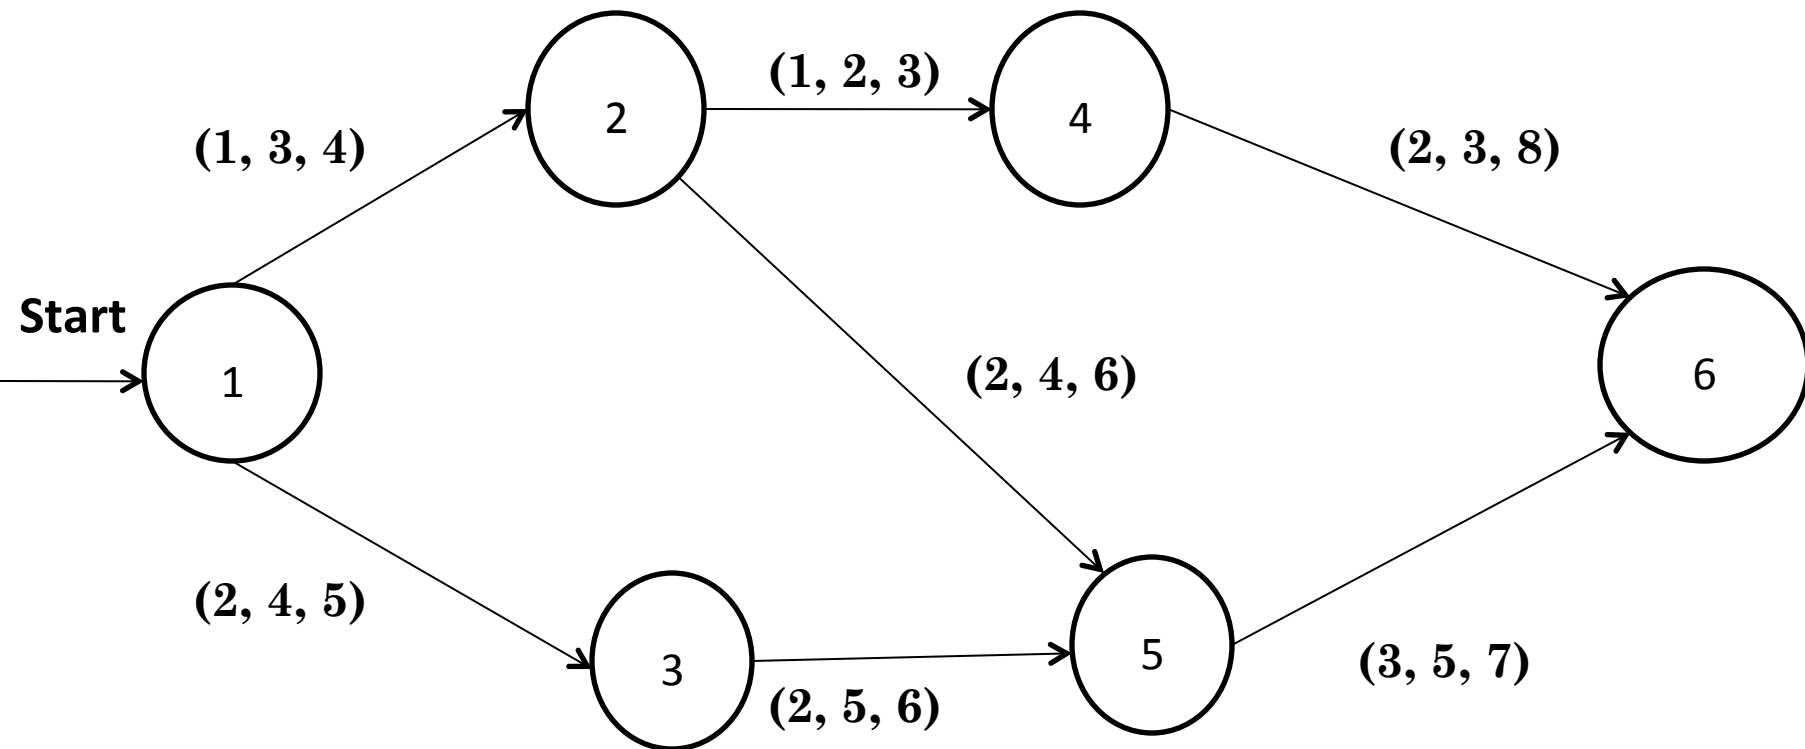 2
(1, 2, 3)
4
(1, 3, 4)
(2, 3, 8)
Start
1
(2, 4, 6)
6
(2, 4, 5)
3
(2, 5, 6)
5
(3, 5, 7)